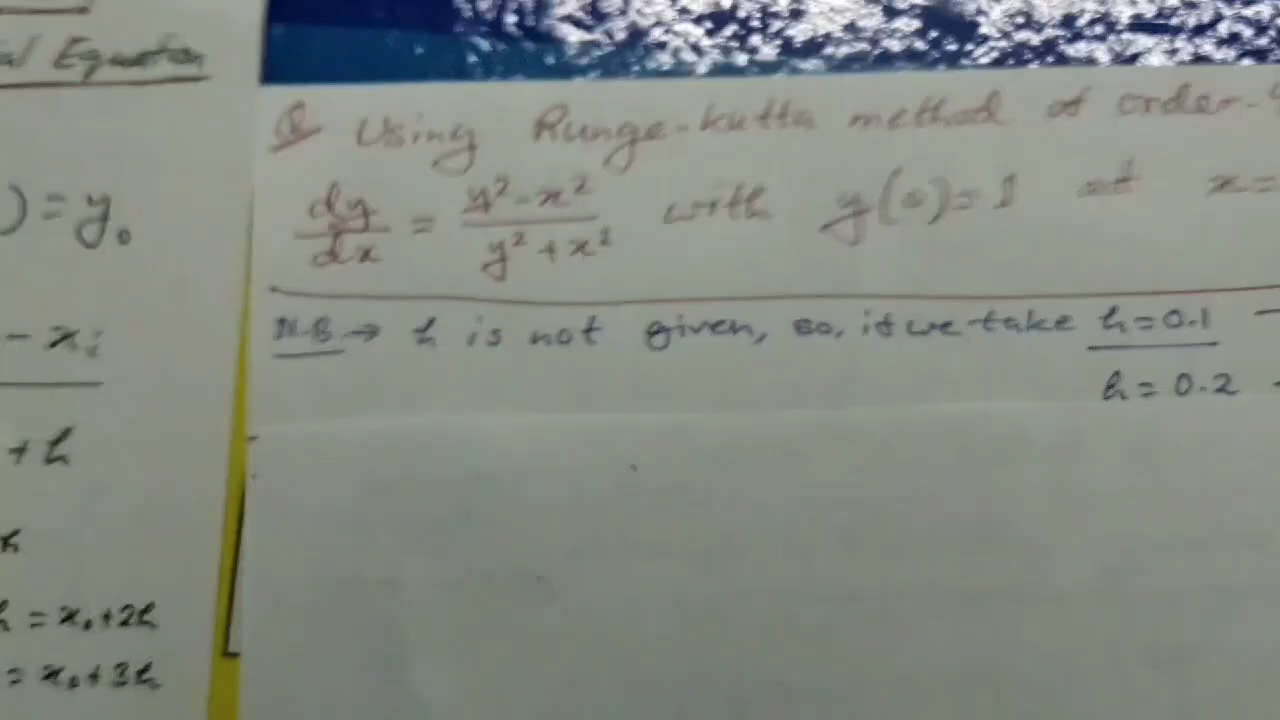 al Equation
) = y₀
- xᵢ
+ h
h
h = x₀+2h
= x₀+3h
Q Using Runge-kutta method of order-
dy/dx = y²-x²/y²+x² with y(0)=1 at x=
N.B → h is not given, so, if we take h=0.1 -
h = 0.2 -